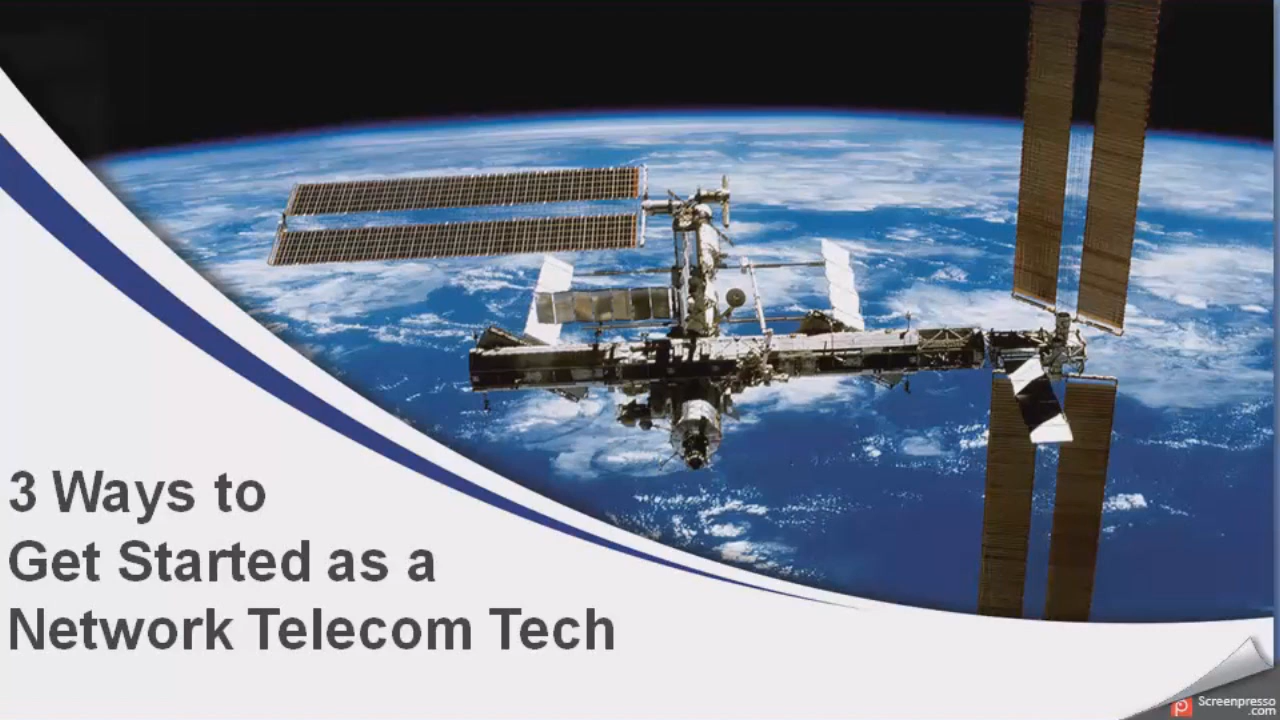 3 Ways to
Get Started as a
Network Telecom Tech
Screenpresso
.com